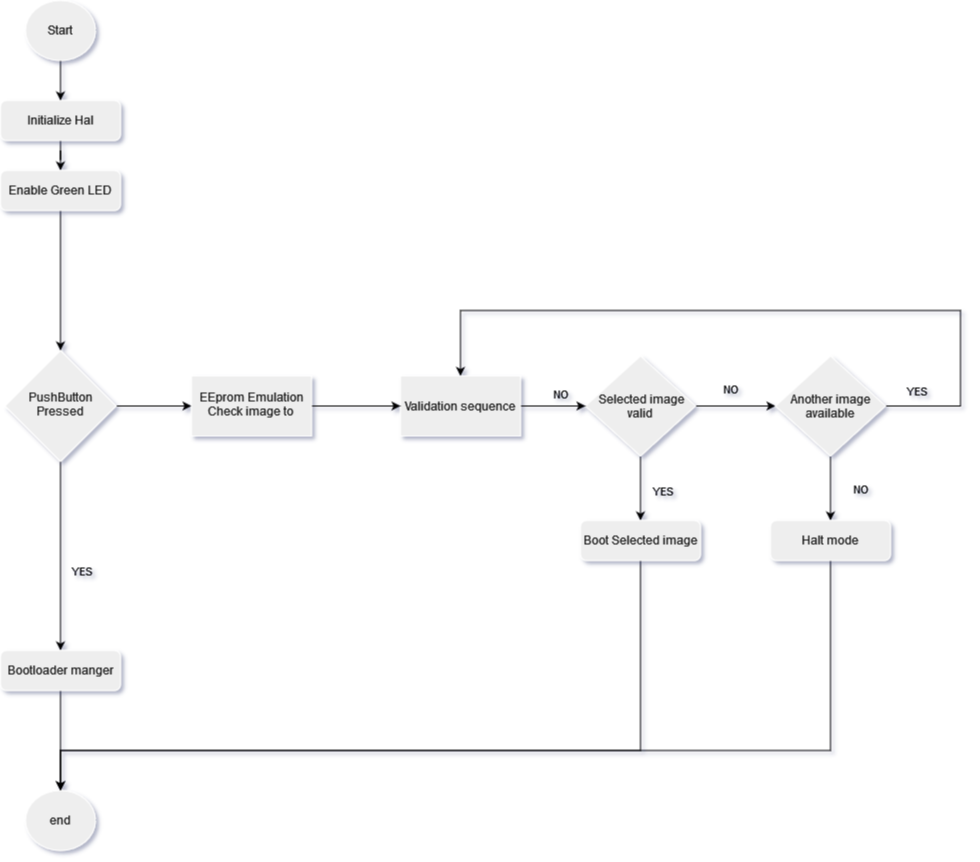 Start
Initialize Hal
Enable Green LED
PushButton
Pressed
EEprom Emulation
Check image to
Validation sequence
NO
Selected image
valid
NO
Another image
available
YES
YES
NO
Boot Selected image
Halt mode
YES
Bootloader manger
end